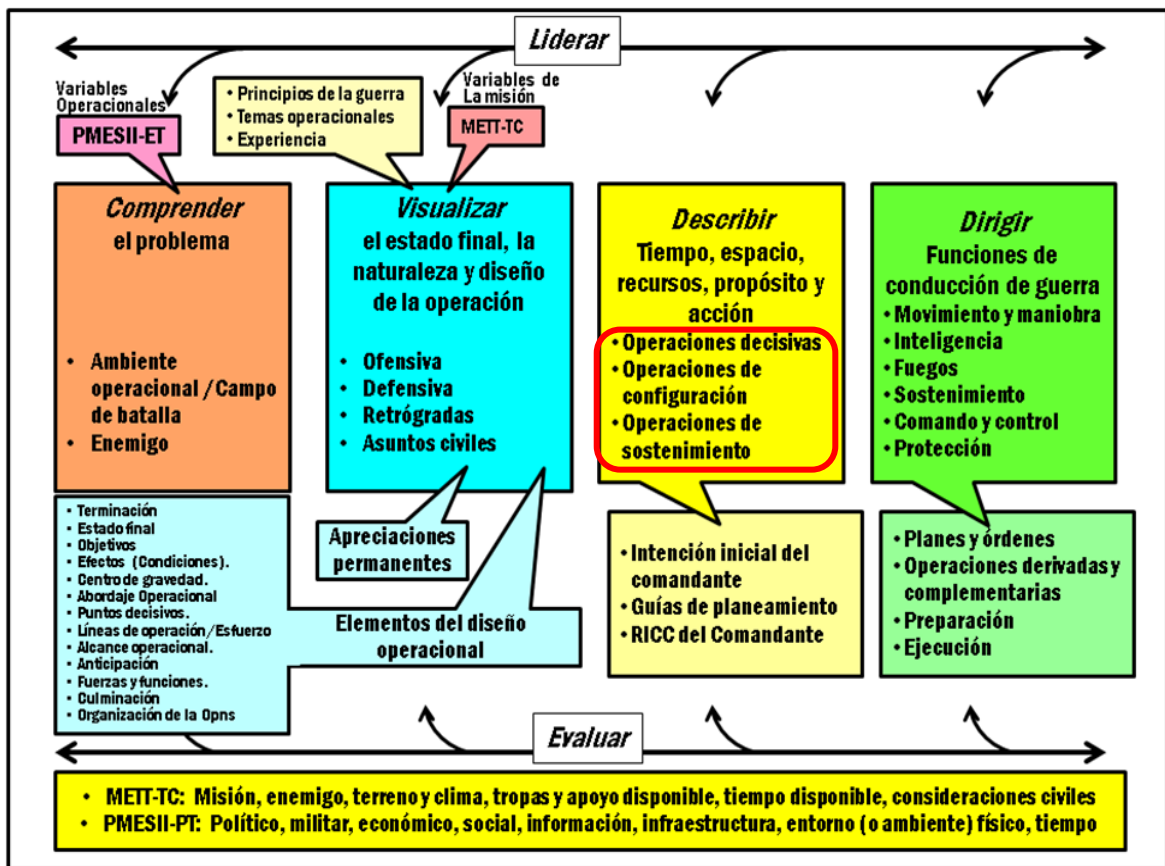 Liderar
Variables
Operacionales
PMESII-ET
• Principios de la guerra
• Temas operacionales
• Experiencia
Variables de
La misión
METT-TC
Comprender
el problema
• Ambiente
operacional / Campo
de batalla
• Enemigo
Visualizar
el estado final, la
naturaleza y diseño
de la operación
• Ofensiva
• Defensiva
• Retrógradas
• Asuntos civiles
Describir
Tiempo, espacio,
recursos, propósito y
acción
• Operaciones decisivas
• Operaciones de
configuración
• Operaciones de
sostenimiento
Dirigir
Funciones de
conducción de guerra
• Movimiento y maniobra
• Inteligencia
• Fuegos
• Sostenimiento
• Comando y control
• Protección
• Terminación
• Estado final
• Objetivos
• Efectos (Condiciones).
• Centro de gravedad.
• Abordaje Operacional
• Puntos decisivos.
• Líneas de operación/Esfuerzo
• Alcance operacional.
• Anticipación
• Fuerzas y funciones.
• Culminación
• Organización de la Opns
Apreciaciones
permanentes
Elementos del diseño
operacional
• Intención inicial del
comandante
• Guías de planeamiento
• RICC del Comandante
• Planes y órdenes
• Operaciones derivadas y
complementarias
• Preparación
• Ejecución
Evaluar
• METT-TC: Misión, enemigo, terreno y clima, tropas y apoyo disponible, tiempo disponible, consideraciones civiles
• PMESII-PT: Político, militar, económico, social, información, infraestructura, entorno (o ambiente) físico, tiempo